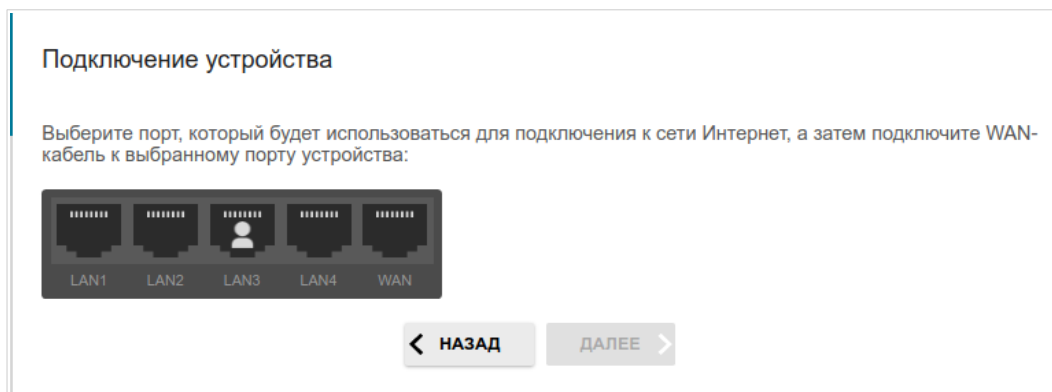 Подключение устройства
Выберите порт, который будет использоваться для подключения к сети Интернет, а затем подключите WAN-
кабель к выбранному порту устройства:
LAN1 LAN2 LAN3 LAN4 WAN
НАЗАД ДАЛЕЕ